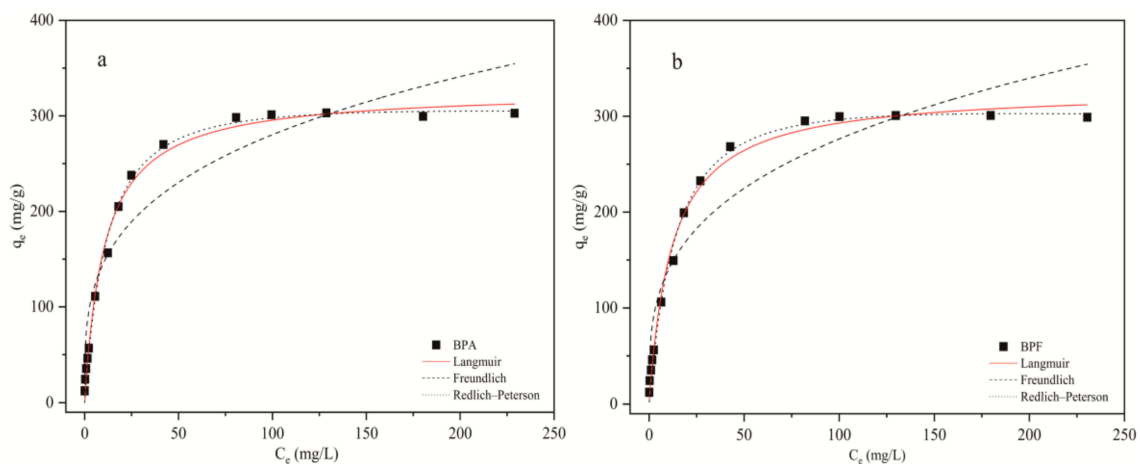 a
400
300
200
100
0
qe (mg/g)
BPA
Langmuir
Freundlich
Redlich–Peterson
0 50 100 150 200 250
Ce (mg/L)
b
400
300
200
100
0
qe (mg/g)
BPF
Langmuir
Freundlich
Redlich–Peterson
0 50 100 150 200 250
Ce (mg/L)